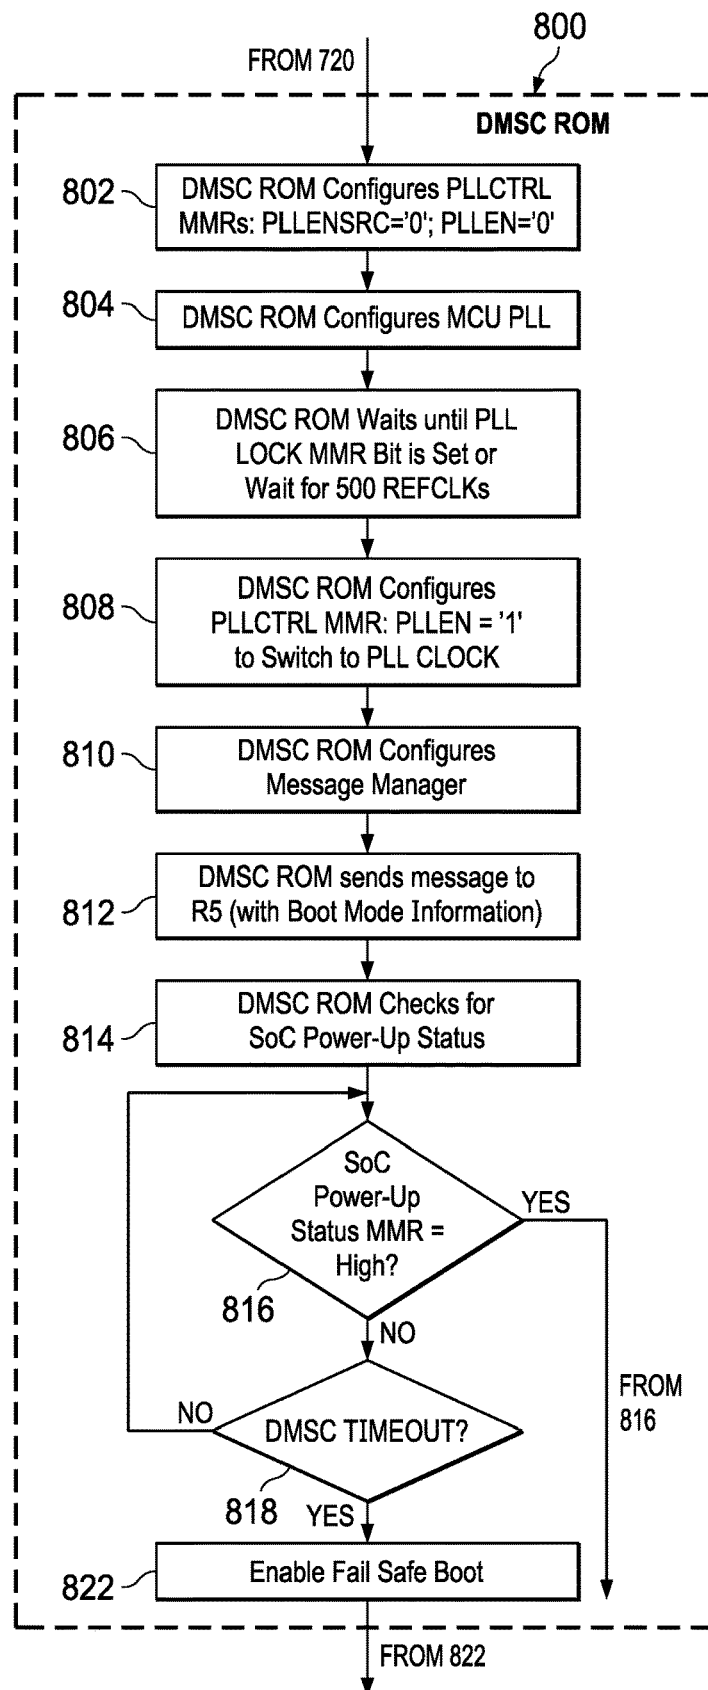 800
FROM 720
DMSC ROM
802
DMSC ROM Configures PLLCTRL
MMRs: PLLENSRC='0'; PLLEN='0'
804
DMSC ROM Configures MCU PLL
806
DMSC ROM Waits until PLL
LOCK MMR Bit is Set or
Wait for 500 REFCLKs
808
DMSC ROM Configures
PLLCTRL MMR: PLLEN = '1'
to Switch to PLL CLOCK
810
DMSC ROM Configures
Message Manager
812
DMSC ROM sends message to
R5 (with Boot Mode Information)
814
DMSC ROM Checks for
SoC Power-Up Status
SoC
Power-Up
Status MMR =
High?
YES
816
NO
FROM
816
NO
DMSC TIMEOUT?
818
YES
822
Enable Fail Safe Boot
FROM 822